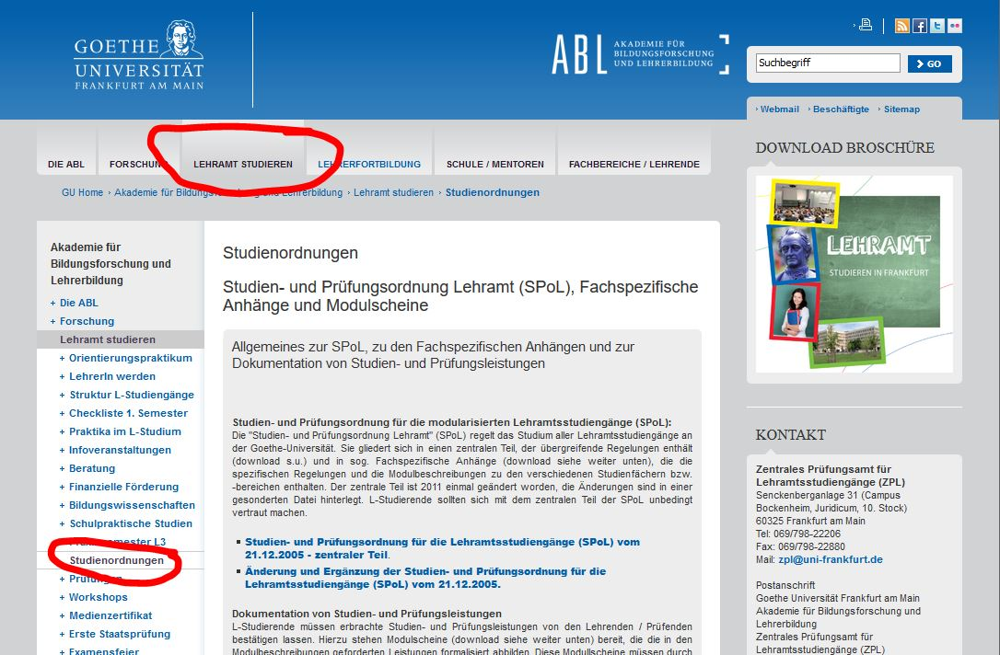 GOETHE
UNIVERSITÄT
FRANKFURT AM MAIN
ABL
AKADEMIE FÜR
BILDUNGSFORSCHUNG
UND LEHRERBILDUNG
Suchbegriff
GO
Webmail
Beschäftigte
Sitemap
DIE ABL
FORSCHUNG
LEHRAMT STUDIEREN
LEHRERFORTBILDUNG
SCHULE / MENTOREN
FACHBEREICHE / LEHRENDE
GU Home › Akademie für Bildungsforschung und Lehrerbildung › Lehramt studieren › Studienordnungen
Akademie für
Bildungsforschung und
Lehrerbildung
+ Die ABL
+ Forschung
Lehramt studieren
+ Orientierungspraktikum
+ LehrerIn werden
+ Struktur L-Studiengänge
+ Checkliste 1. Semester
+ Praktika im L-Studium
+ Infoveranstaltungen
+ Beratung
+ Finanzielle Förderung
+ Bildungswissenschaften
+ Schulpraktische Studien
+ Praxissemester L3
Studienordnungen
+ Prüfungen
+ Workshops
+ Medienzertifikat
+ Erste Staatsprüfung
+ Examensfeier
Studienordnungen
Studien- und Prüfungsordnung Lehramt (SPoL), Fachspezifische
Anhänge und Modulscheine
Allgemeines zur SPoL, zu den Fachspezifischen Anhängen und zur
Dokumentation von Studien- und Prüfungsleistungen
Studien- und Prüfungsordnung für die modularisierten Lehramtsstudiengänge (SPoL):
Die "Studien- und Prüfungsordnung Lehramt" (SPoL) regelt das Studium aller Lehramtsstudiengänge an
der Goethe-Universität. Sie gliedert sich in einen zentralen Teil, der übergreifende Regelungen enthält
(download s.u.) und in sog. Fachspezifische Anhänge (download siehe weiter unten), die die
spezifischen Regelungen und die Modulbeschreibungen zu den verschiedenen Studienfächern bzw.
-bereichen enthalten. Der zentrale Teil ist 2011 einmal geändert worden, die Änderungen sind in einer
gesonderten Datei hinterlegt. L-Studierende sollten sich mit dem zentralen Teil der SPoL unbedingt
vertraut machen.
▪ Studien- und Prüfungsordnung für die Lehramtsstudiengänge (SPoL) vom
21.12.2005 - zentraler Teil.
▪ Änderung und Ergänzung der Studien- und Prüfungsordnung für die
Lehramtsstudiengänge (SPoL) vom 21.12.2005.
Dokumentation von Studien- und Prüfungsleistungen
L-Studierende müssen erbrachte Studien- und Prüfungsleistungen von den Lehrenden / Prüfenden
bestätigen lassen. Hierzu stehen Modulscheine (download siehe weiter unten) bereit, die die in den
Modulbeschreibungen geforderten Leistungen formalisiert abbilden. Diese Modulscheine müssen durch
DOWNLOAD BROSCHÜRE
LEHRAMT
STUDIEREN IN FRANKFURT
KONTAKT
Zentrales Prüfungsamt für
Lehramtsstudiengänge (ZPL)
Senckenberganlage 31 (Campus
Bockenheim, Juridicum, 10. Stock)
60325 Frankfurt am Main
Tel: 069/798-22206
Fax: 069/798-22880
Mail: zpl@uni-frankfurt.de
Postanschrift
Goethe Universität Frankfurt am Main
Akademie für Bildungsforschung und
Lehrerbildung
Zentrales Prüfungsamt für
Lehramtsstudiengänge (ZPL)